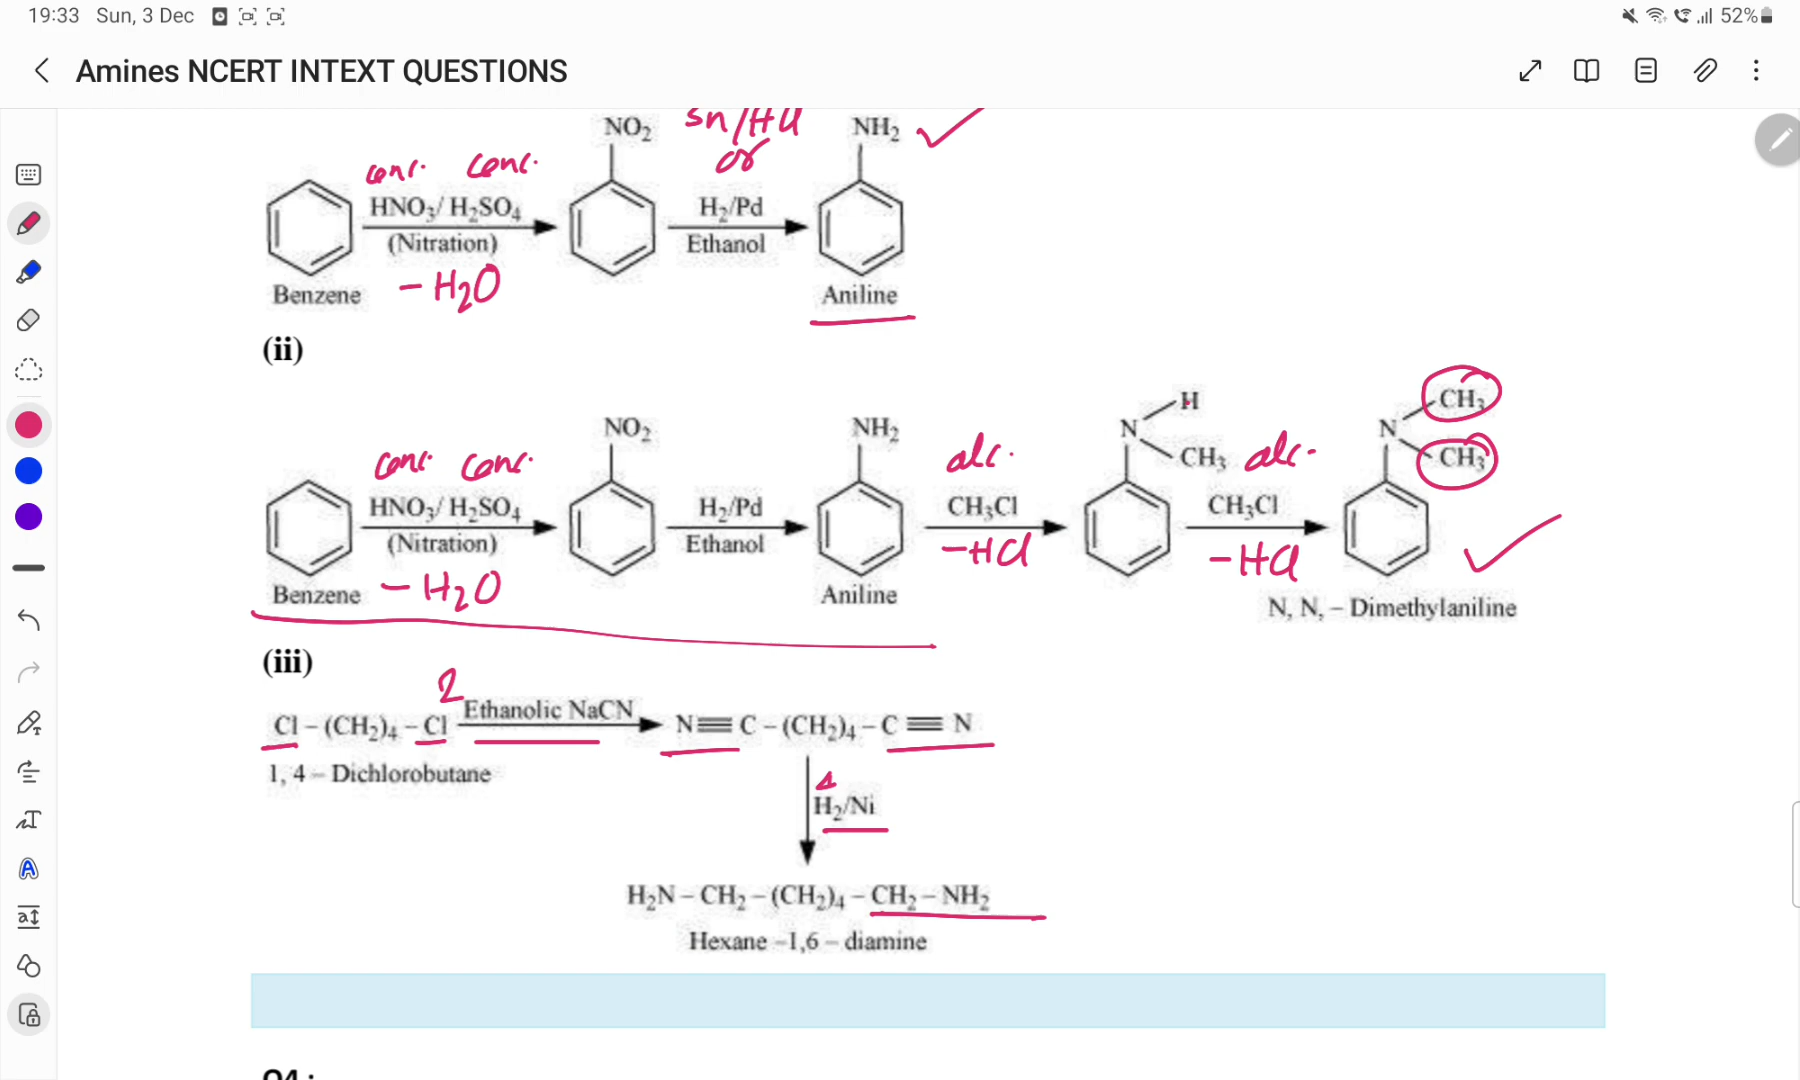 19:33 Sun, 3 Dec
52%
Amines NCERT INTEXT QUESTIONS
NO2 Sn/HCl NH2
or
conc. conc.
HNO3/ H2SO4 H2/Pd
(Nitration) Ethanol
Benzene – H2O Aniline
(ii)
H CH3
NO2 NH2 N N
conc. conc. alc. CH3 alc. CH3
HNO3/ H2SO4 H2/Pd CH3Cl CH3Cl
(Nitration) Ethanol –HCl –HCl
Benzene – H2O Aniline N, N, – Dimethylaniline
(iii)
2
Cl – (CH2)4 – Cl Ethanolic NaCN N≡C – (CH2)4 – C≡N
1, 4 – Dichlorobutane
Δ
H2/Ni
H2N – CH2 – (CH2)4 – CH2 – NH2
Hexane –1,6 – diamine
Q4 :